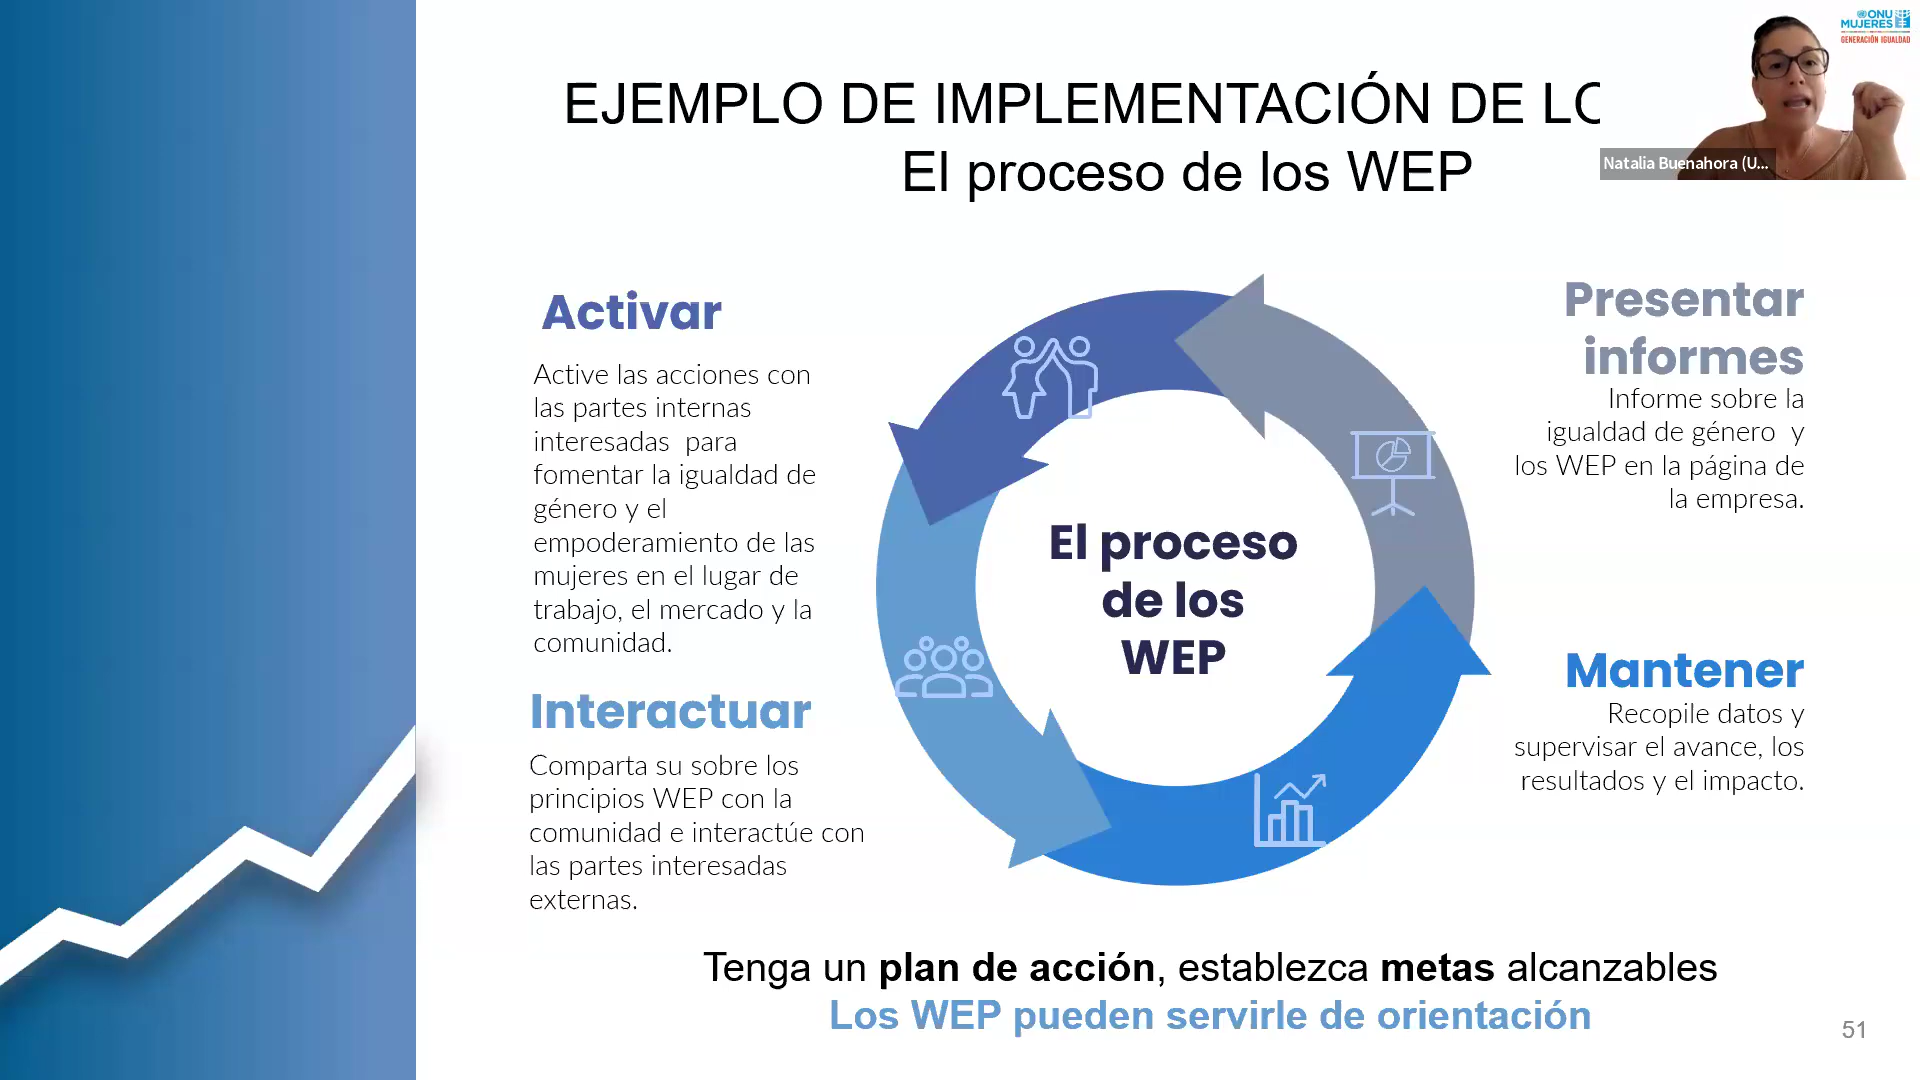 ONU
MUJERES
GENERACIÓN IGUALDAD
EJEMPLO DE IMPLEMENTACIÓN DE LO
El proceso de los WEP
Natalia Buenahora (U...
Activar
Active las acciones con
las partes internas
interesadas para
fomentar la igualdad de
género y el
empoderamiento de las
mujeres en el lugar de
trabajo, el mercado y la
comunidad.
Interactuar
Comparta su sobre los
principios WEP con la
comunidad e interactúe con
las partes interesadas
externas.
El proceso
de los
WEP
Presentar
informes
Informe sobre la
igualdad de género y
los WEP en la página de
la empresa.
Mantener
Recopile datos y
supervisar el avance, los
resultados y el impacto.
Tenga un plan de acción, establezca metas alcanzables
Los WEP pueden servirle de orientación
51